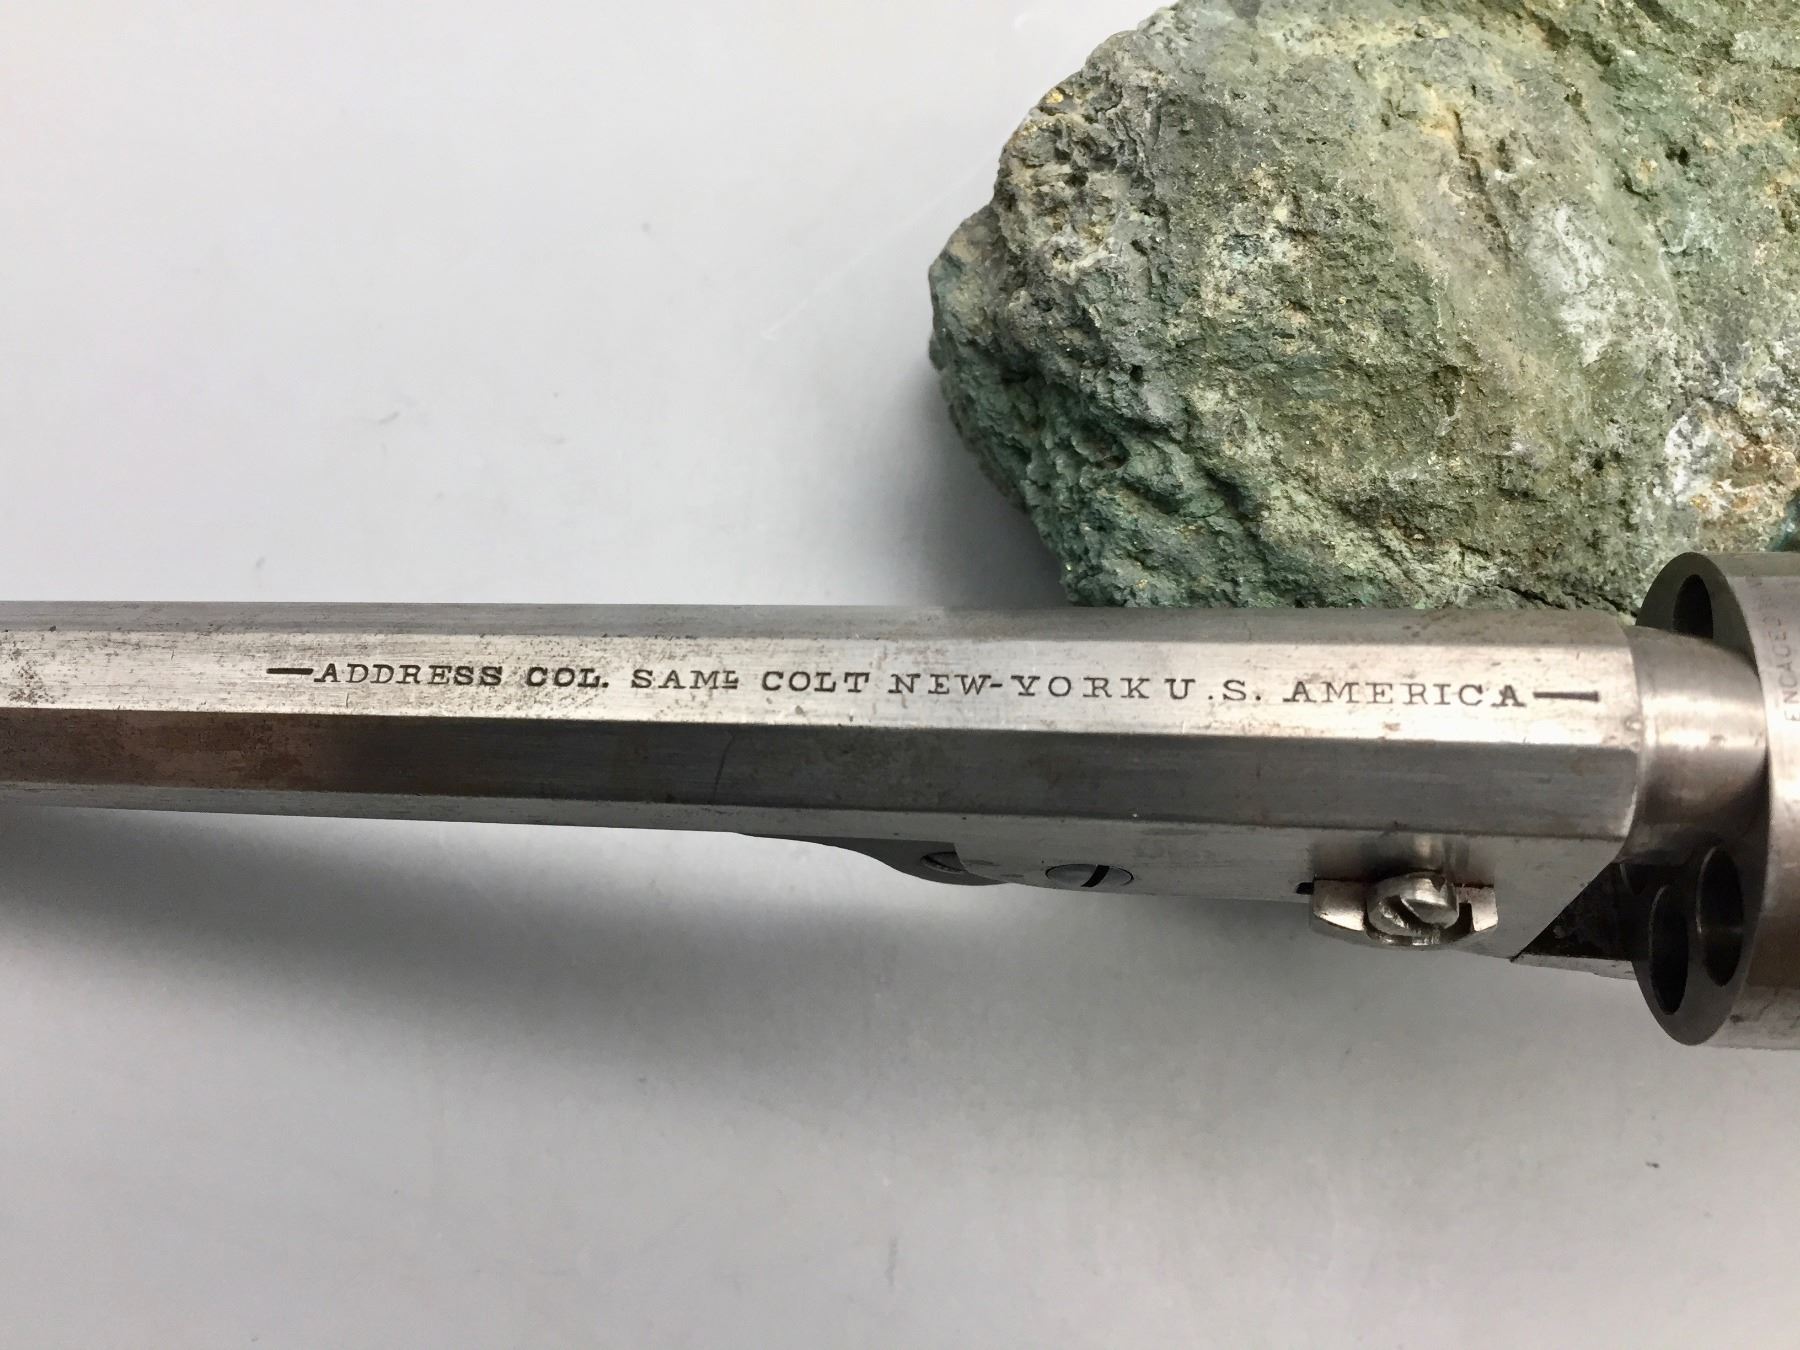 —ADDRESS COL. SAML COLT NEW-YORK U.S. AMERICA—